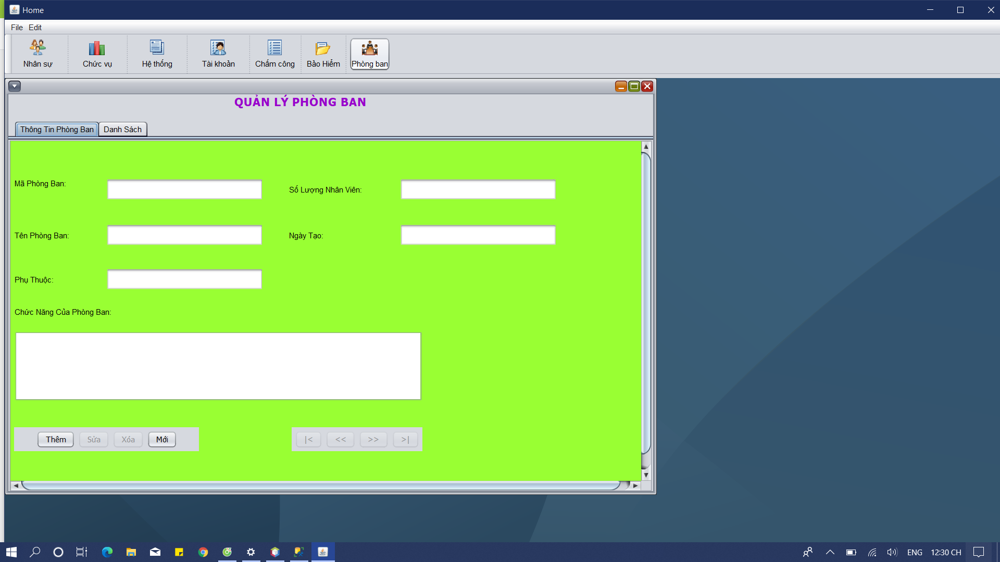 Home
File Edit
Nhân sự Chức vụ Hệ thống Tài khoản Chấm công Bảo Hiểm Phòng ban
QUẢN LÝ PHÒNG BAN
Thông Tin Phòng Ban Danh Sách
Mã Phòng Ban: Số Lượng Nhân Viên:
Tên Phòng Ban: Ngày Tạo:
Phụ Thuộc:
Chức Năng Của Phòng Ban:
Thêm Sửa Xóa Mới |< << >> >|
ENG 12:30 CH